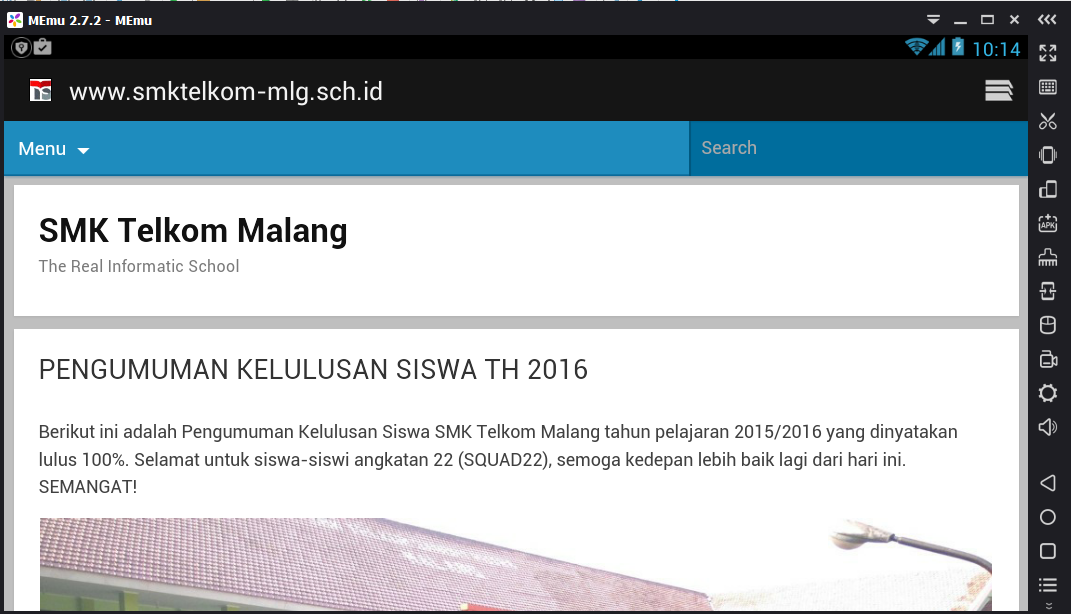 MEmu 2.7.2 - MEmu
10:14
www.smktelkom-mlg.sch.id
Menu
Search
SMK Telkom Malang
The Real Informatic School
PENGUMUMAN KELULUSAN SISWA TH 2016
Berikut ini adalah Pengumuman Kelulusan Siswa SMK Telkom Malang tahun pelajaran 2015/2016 yang dinyatakan
lulus 100%. Selamat untuk siswa-siswi angkatan 22 (SQUAD22), semoga kedepan lebih baik lagi dari hari ini.
SEMANGAT!
APK